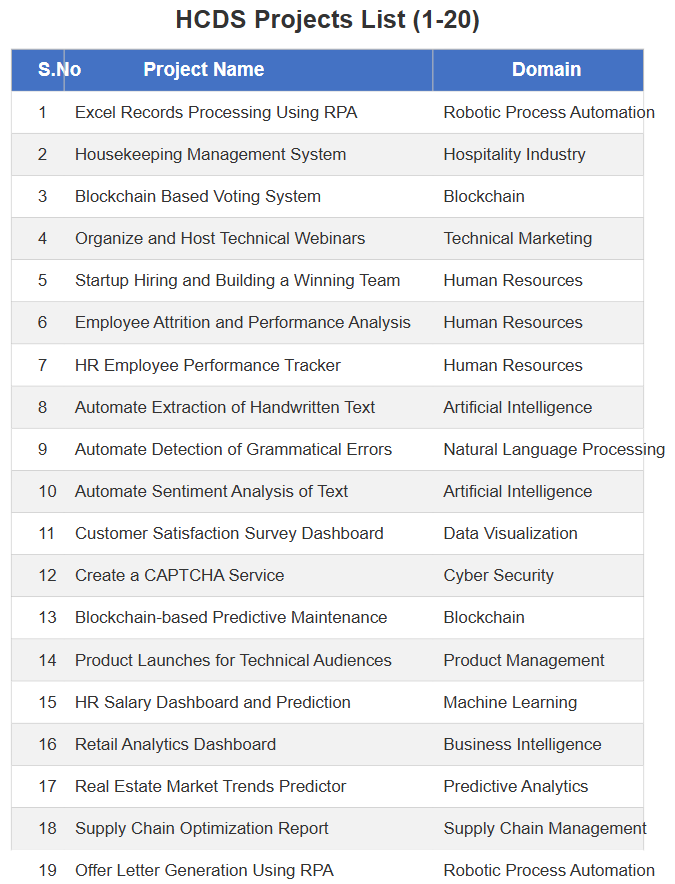 HCDS Projects List (1-20)
S.No Project Name Domain
1 Excel Records Processing Using RPA Robotic Process Automation
2 Housekeeping Management System Hospitality Industry
3 Blockchain Based Voting System Blockchain
4 Organize and Host Technical Webinars Technical Marketing
5 Startup Hiring and Building a Winning Team Human Resources
6 Employee Attrition and Performance Analysis Human Resources
7 HR Employee Performance Tracker Human Resources
8 Automate Extraction of Handwritten Text Artificial Intelligence
9 Automate Detection of Grammatical Errors Natural Language Processing
10 Automate Sentiment Analysis of Text Artificial Intelligence
11 Customer Satisfaction Survey Dashboard Data Visualization
12 Create a CAPTCHA Service Cyber Security
13 Blockchain-based Predictive Maintenance Blockchain
14 Product Launches for Technical Audiences Product Management
15 HR Salary Dashboard and Prediction Machine Learning
16 Retail Analytics Dashboard Business Intelligence
17 Real Estate Market Trends Predictor Predictive Analytics
18 Supply Chain Optimization Report Supply Chain Management
19 Offer Letter Generation Using RPA Robotic Process Automation